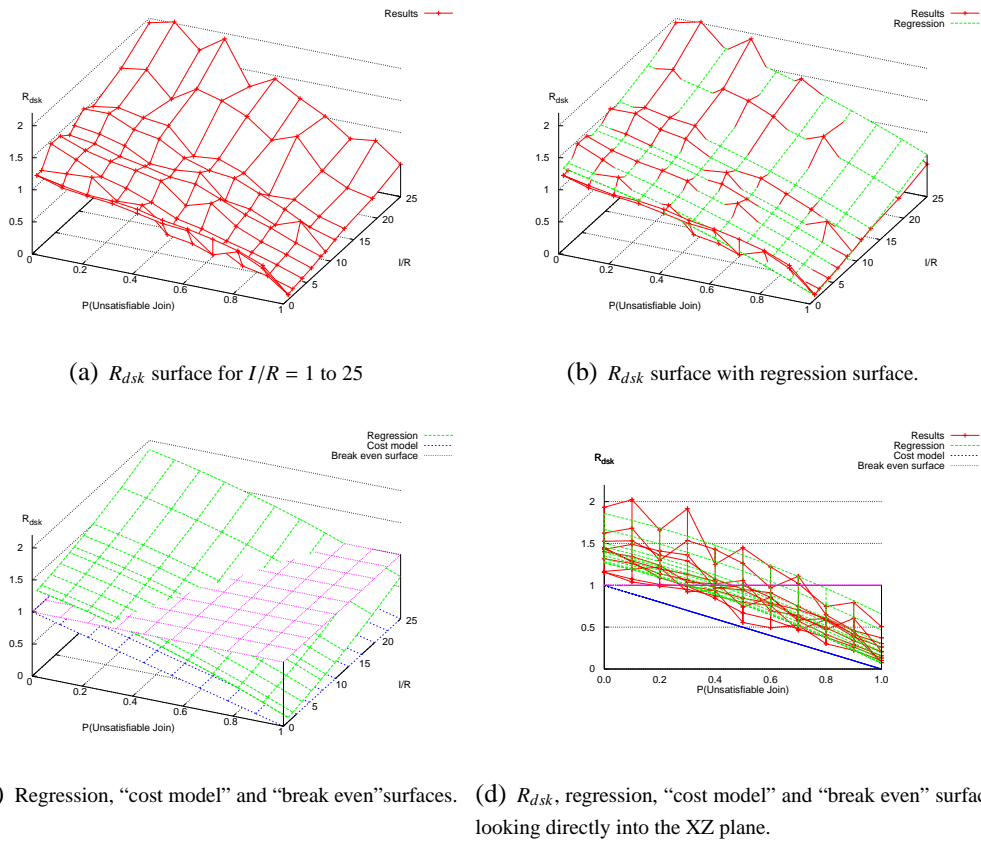 Results
R_dsk
2
1.5
1
0.5
0
0
0.2
0.4
0.6
0.8
1
P(Unsatisfiable Join)
0
5
10
15
20
25
I/R
(a) R_dsk surface for I/R = 1 to 25
Results
Regression
R_dsk
2
1.5
1
0.5
0
0
0.2
0.4
0.6
0.8
1
P(Unsatisfiable Join)
0
5
10
15
20
25
I/R
(b) R_dsk surface with regression surface.
Regression
Cost model
Break even surface
R_dsk
2
1.5
1
0.5
0
0
0.2
0.4
0.6
0.8
1
P(Unsatisfiable Join)
0
5
10
15
20
25
I/R
) Regression, “cost model” and “break even”surfaces.
Results
Regression
Cost model
Break even surface
R_dsk
2
1.5
1
0.5
0
0.0
0.2
0.4
0.6
0.8
1.0
P(Unsatisfiable Join)
(d) R_dsk, regression, “cost model” and “break even” surfac
looking directly into the XZ plane.